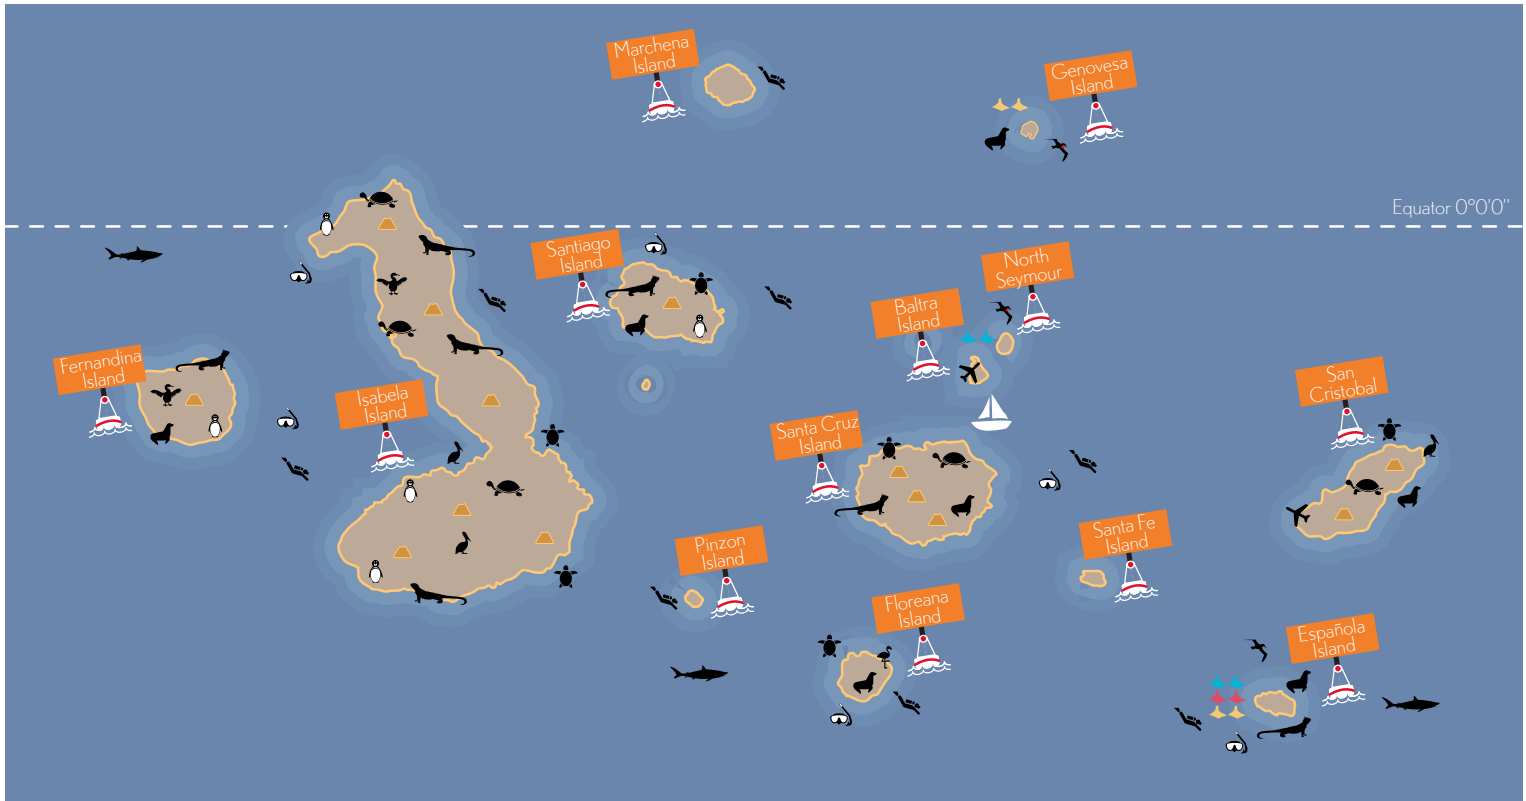 Marchena
Island
Genovesa
Island
Equator 0°0'0"
Santiago
Island
North
Seymour
Baltra
Island
Fernandina
Island
San
Cristobal
Isabela
Island
Santa Cruz
Island
Santa Fe
Island
Pinzon
Island
Floreana
Island
Española
Island